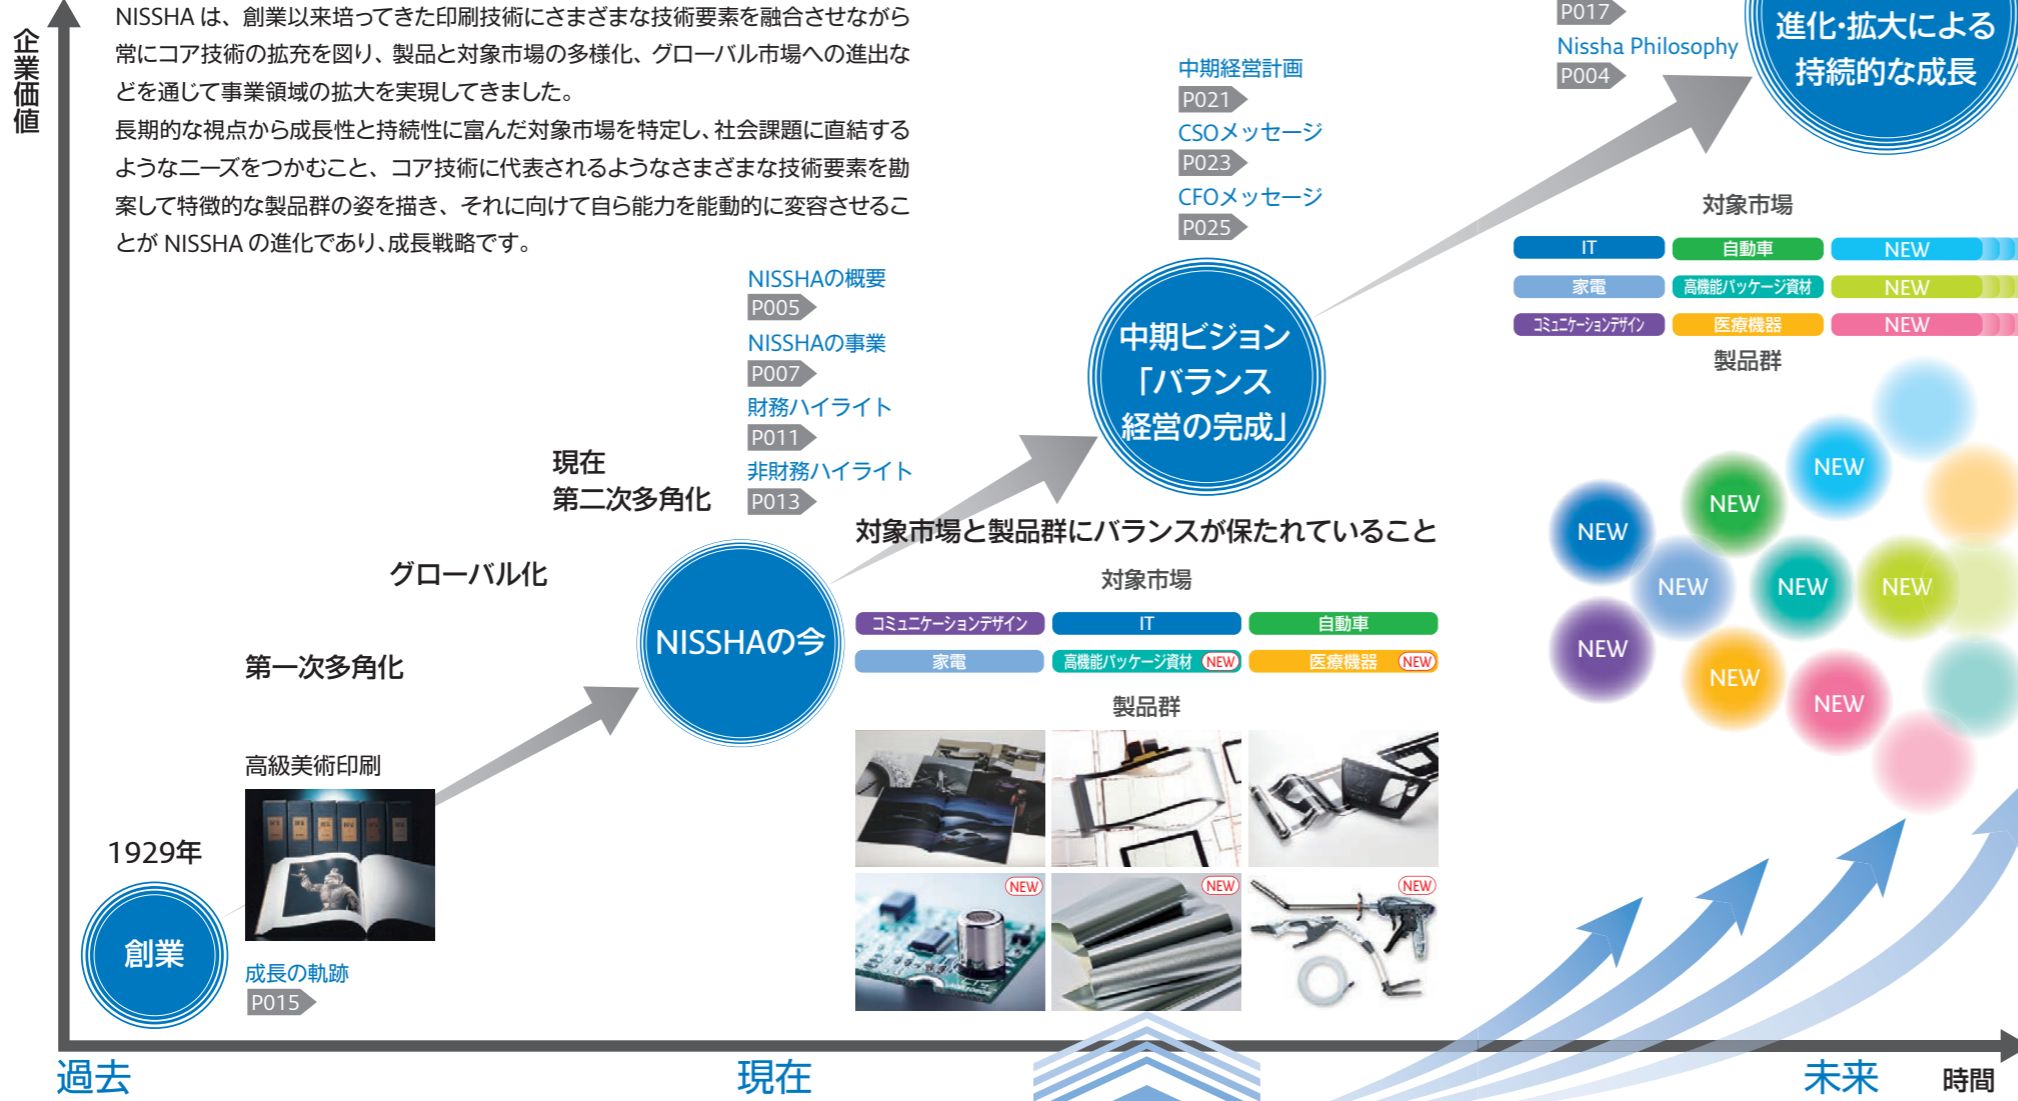 企業価値
NISSHA は、創業以来培ってきた印刷技術にさまざまな技術要素を融合させながら
常にコア技術の拡充を図り、製品と対象市場の多様化、グローバル市場への進出な
どを通じて事業領域の拡大を実現してきました。
長期的な視点から成長性と持続性に富んだ対象市場を特定し、社会課題に直結する
ようなニーズをつかむこと、コア技術に代表されるようなさまざまな技術要素を勘
案して特徴的な製品群の姿を描き、それに向けて自ら能力を能動的に変容させるこ
とが NISSHA の進化であり、成長戦略です。
1929年
創業
高級美術印刷
成長の軌跡
P015
第一次多角化
グローバル化
現在
第二次多角化
NISSHAの概要
P005
NISSHAの事業
P007
財務ハイライト
P011
非財務ハイライト
P013
NISSHAの今
中期経営計画
P021
CSOメッセージ
P023
CFOメッセージ
P025
中期ビジョン
「バランス
経営の完成」
対象市場と製品群にバランスが保たれていること
対象市場
コミュニケーションデザイン
IT
自動車
家電
高機能パッケージ資材 NEW
医療機器 NEW
製品群
NEW
NEW
NEW
P017
Nissha Philosophy
P004
進化・拡大による
持続的な成長
対象市場
IT
自動車
NEW
家電
高機能パッケージ資材
NEW
コミュニケーションデザイン
医療機器
NEW
製品群
NEW
NEW
NEW
NEW
NEW
NEW
NEW
NEW
NEW
過去
現在
未来
時間